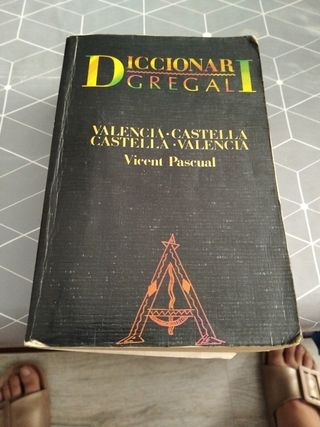 DICCIONARI
GREGAL
VALENCIA·CASTELLA
CASTELLA·VALENCIA
Vicent Pascual